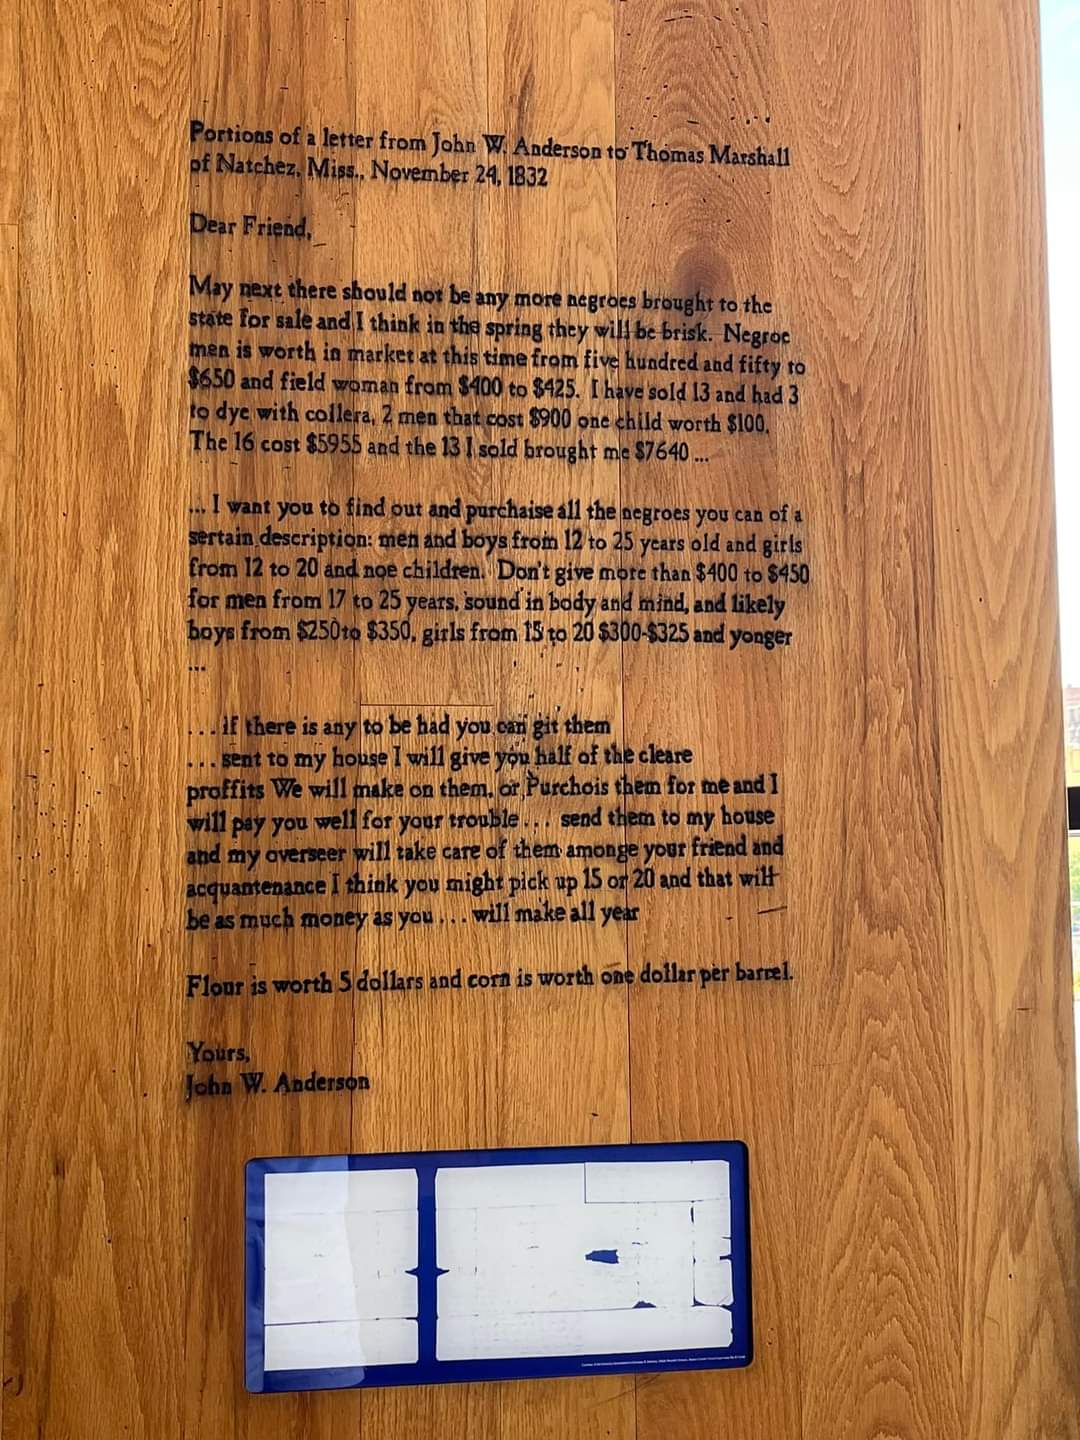 Portions of a letter from John W. Anderson to Thomas Marshall
of Natchez, Miss., November 24, 1832
Dear Friend,
May next there should not be any more negroes brought to the
state for sale and I think in the spring they will be brisk. Negroe
men is worth in market at this time from five hundred and fifty to
$650 and field woman from $400 to $425. I have sold 13 and had 3
to dye with collera, 2 men that cost $900 one child worth $100.
The 16 cost $5955 and the 13 I sold brought me $7640 ...
... I want you to find out and purchaise all the negroes you can of a
sertain description: men and boys from 12 to 25 years old and girls
from 12 to 20 and noe children. Don't give more than $400 to $450
for men from 17 to 25 years, sound in body and mind, and likely
boys from $250 to $350, girls from 15 to 20 $300-$325 and yonger
...
... if there is any to be had you can git them
... sent to my house I will give you half of the cleare
proffits We will make on them, or Purchois them for me and I
will pay you well for your trouble ... send them to my house
and my overseer will take care of them amonge your friend and
acquantenance I think you might pick up 15 or 20 and that will
be as much money as you ... will make all year
Flour is worth 5 dollars and corn is worth one dollar per barrel.
Yours,
John W. Anderson